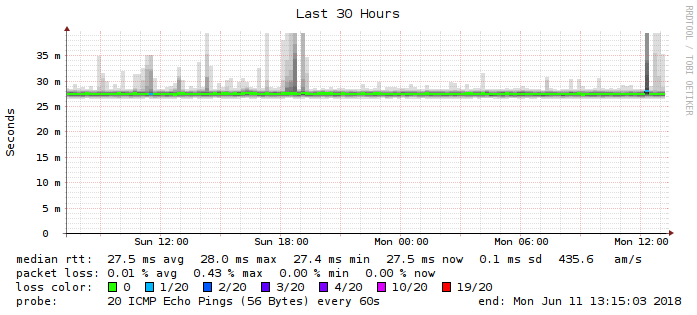 Last 30 Hours
RRDTOOL / TOBI OETIKER
Seconds
35 m
30 m
25 m
20 m
15 m
10 m
5 m
0
Sun 12:00 Sun 18:00 Mon 00:00 Mon 06:00 Mon 12:00
median rtt: 27.5 ms avg 28.0 ms max 27.4 ms min 27.5 ms now 0.1 ms sd 435.6 am/s
packet loss: 0.01 % avg 0.43 % max 0.00 % min 0.00 % now
loss color: 0 1/20 2/20 3/20 4/20 10/20 19/20
probe: 20 ICMP Echo Pings (56 Bytes) every 60s end: Mon Jun 11 13:15:03 2018